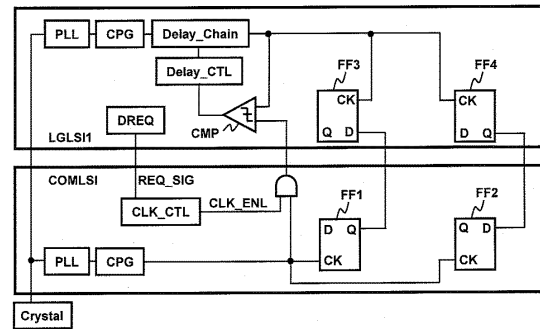 PLL
CPG
Delay_Chain
Delay_CTL
FF3
FF4
CK
CK
DREQ
CMP
Q D
D Q
LGLSI1
COMLSI
REQ_SIG
CLK_CTL
CLK_ENL
FF1
FF2
D Q
Q D
CK
CK
PLL
CPG
Crystal